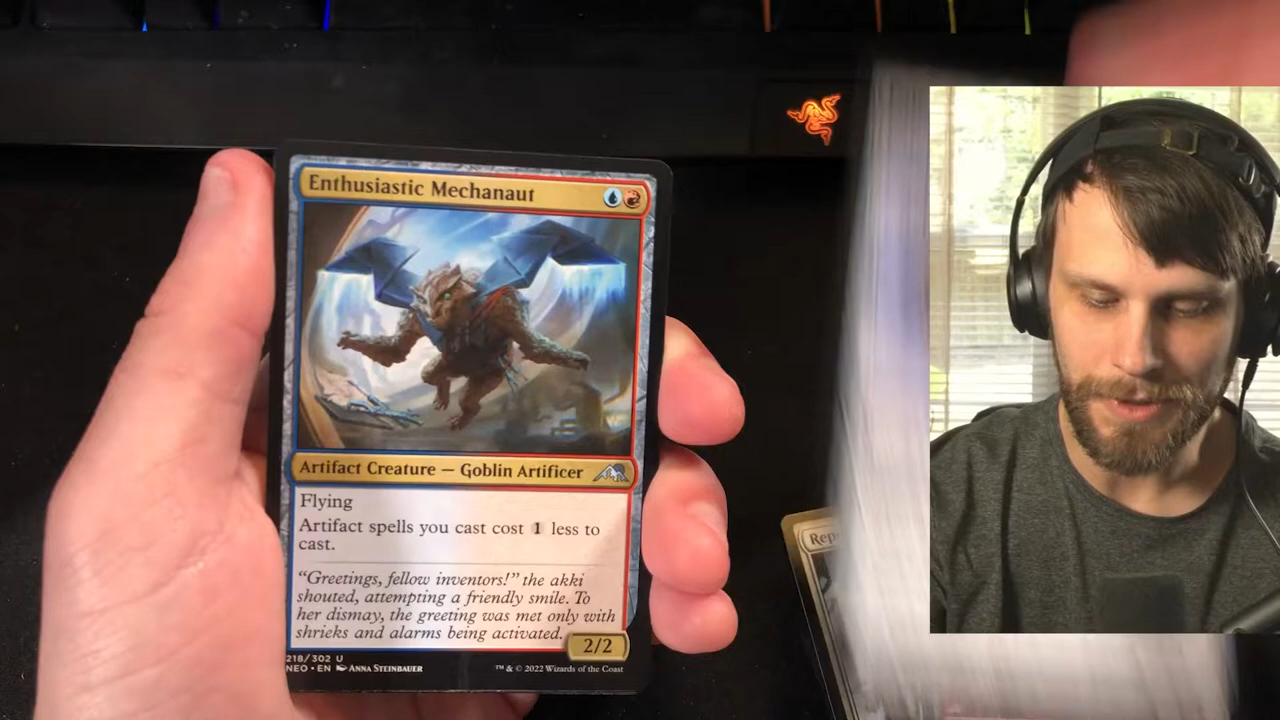 Enthusiastic Mechanaut
Artifact Creature — Goblin Artificer
Flying
Artifact spells you cast cost 1 less to
cast.
“Greetings, fellow inventors!” the akki
shouted, attempting a friendly smile. To
her dismay, the greeting was met only with
shrieks and alarms being activated.
2/2
218/302 U
NEO • EN ANNA STEINBAUER
™ & © 2022 Wizards of the Coast